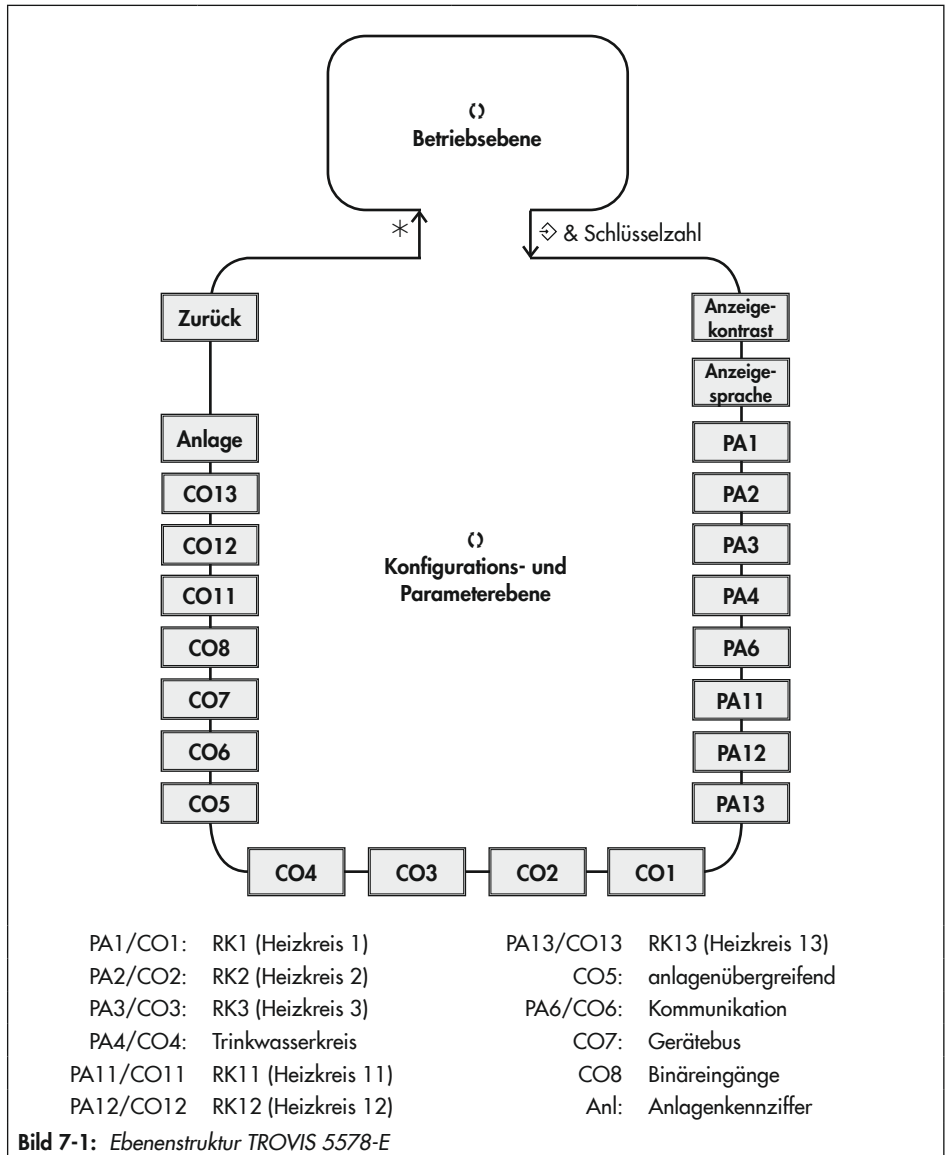 Betriebsebene
& Schlüsselzahl
Zurück
Anlage
CO13
CO12
CO11
CO8
CO7
CO6
CO5
CO4
CO3
CO2
CO1
Anzeige-
kontrast
Anzeige-
sprache
PA1
PA2
PA3
PA4
PA6
PA11
PA12
PA13
Konfigurations- und
Parameterebene
PA1/CO1: RK1 (Heizkreis 1)
PA2/CO2: RK2 (Heizkreis 2)
PA3/CO3: RK3 (Heizkreis 3)
PA4/CO4: Trinkwasserkreis
PA11/CO11 RK11 (Heizkreis 11)
PA12/CO12 RK12 (Heizkreis 12)
PA13/CO13 RK13 (Heizkreis 13)
CO5: anlagenübergreifend
PA6/CO6: Kommunikation
CO7: Gerätebus
CO8 Binäreingänge
Anl: Anlagenkennziffer
Bild 7-1: Ebenenstruktur TROVIS 5578-E